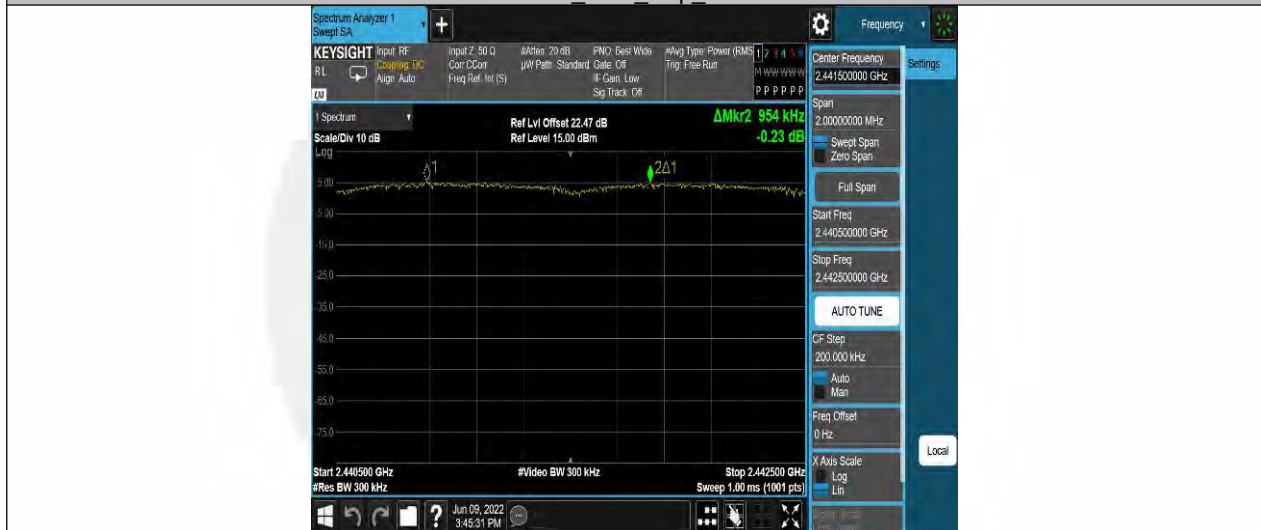 Spectrum Analyzer 1
Swept SA
+
Frequency
KEYSIGHT
RL
Input: RF
Coupling: DC
Align: Auto
Input Z: 50 Ω
Corr CCorr
Freq Ref: Int (S)
#Atten: 20 dB
µW Path: Standard
PNO: Best Wide
Gate: Off
IF Gain: Low
Sig Track: Off
#Avg Type: Power (RMS
Trig: Free Run
1 2 3 4 5 6
M W W W W W
P P P P P P
Settings
Center Frequency
2.441500000 GHz
Span
2.00000000 MHz
Swept Span
Zero Span
Full Span
Start Freq
2.440500000 GHz
Stop Freq
2.442500000 GHz
AUTO TUNE
CF Step
200.000 kHz
Auto
Man
Freq Offset
0 Hz
X Axis Scale
Log
Lin
Local
1 Spectrum
Scale/Div 10 dB
Log
Ref Lvl Offset 22.47 dB
Ref Level 15.00 dBm
ΔMkr2 954 kHz
-0.23 dB
1
2Δ1
5.00
-5.00
-15.0
-25.0
-35.0
-45.0
-55.0
-65.0
-75.0
Start 2.440500 GHz
#Res BW 300 kHz
#Video BW 300 kHz
Stop 2.442500 GHz
Sweep 1.00 ms (1001 pts)
?
Jun 09, 2022
3:45:31 PM